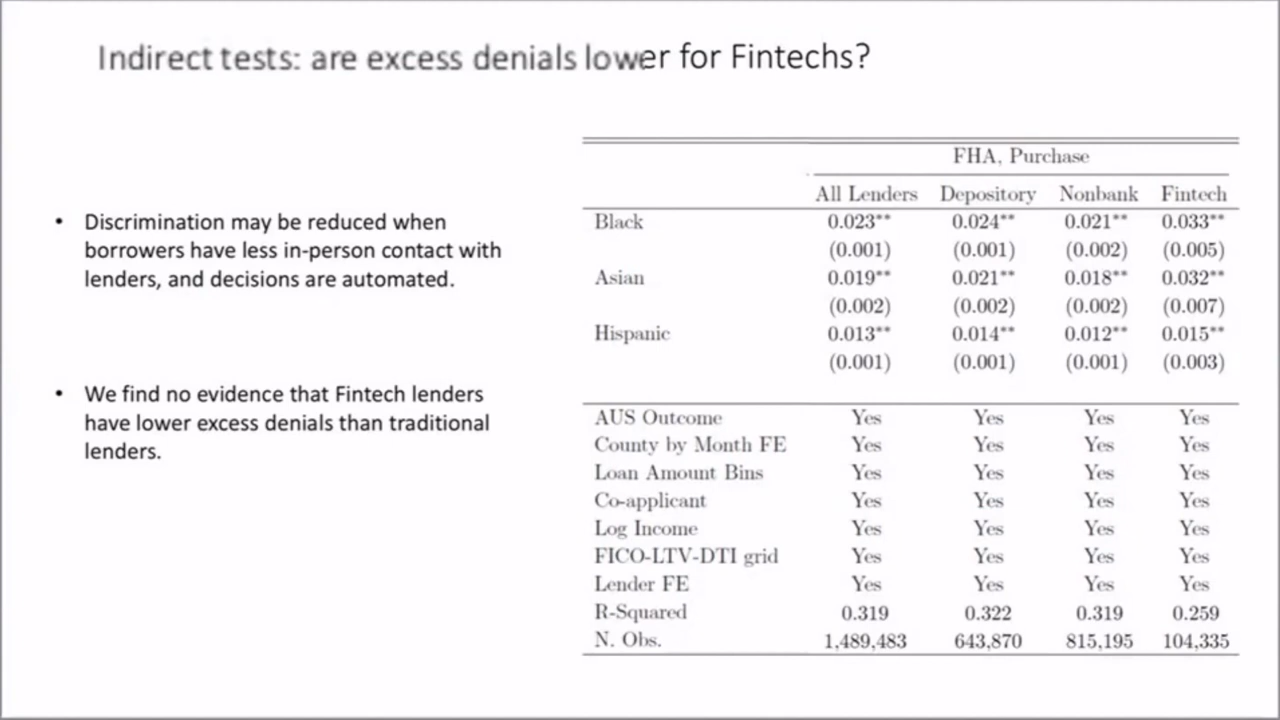 Indirect tests: are excess denials lower for Fintechs?
• Discrimination may be reduced when
borrowers have less in-person contact with
lenders, and decisions are automated.
• We find no evidence that Fintech lenders
have lower excess denials than traditional
lenders.
FHA, Purchase
All Lenders Depository Nonbank Fintech
Black 0.023** 0.024** 0.021** 0.033**
(0.001) (0.001) (0.002) (0.005)
Asian 0.019** 0.021** 0.018** 0.032**
(0.002) (0.002) (0.002) (0.007)
Hispanic 0.013** 0.014** 0.012** 0.015**
(0.001) (0.001) (0.001) (0.003)
AUS Outcome Yes Yes Yes Yes
County by Month FE Yes Yes Yes Yes
Loan Amount Bins Yes Yes Yes Yes
Co-applicant Yes Yes Yes Yes
Log Income Yes Yes Yes Yes
FICO-LTV-DTI grid Yes Yes Yes Yes
Lender FE Yes Yes Yes Yes
R-Squared 0.319 0.322 0.319 0.259
N. Obs. 1,489,483 643,870 815,195 104,335